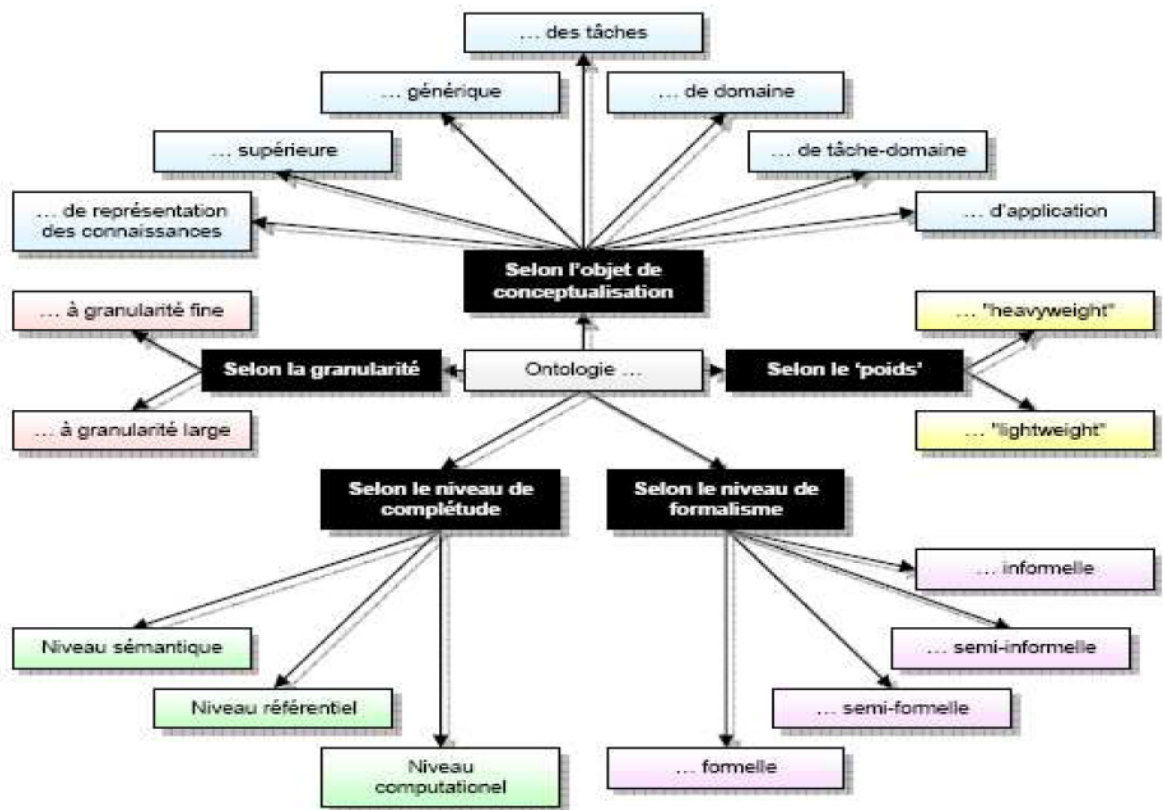 … des tâches
… générique
… de domaine
… supérieure
… de tâche-domaine
… de représentation
des connaissances
… d'application
Selon l'objet de
conceptualisation
… à granularité fine
… "heavyweight"
Selon la granularité
Ontologie …
Selon le 'poids'
… à granularité large
… "lightweight"
Selon le niveau de
complétude
Selon le niveau de
formalisme
… informelle
Niveau sémantique
… semi-informelle
Niveau référentiel
… semi-formelle
Niveau
computationel
… formelle